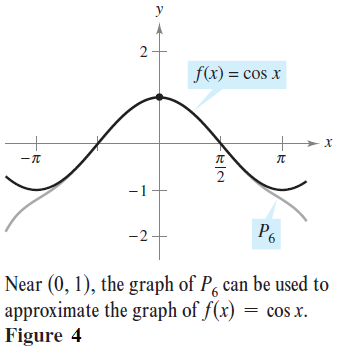 y
2
f(x) = cos x
x
−π
π/2
π
−1
−2
P₆
Near (0, 1), the graph of P₆ can be used to
approximate the graph of f(x) = cos x.
Figure 4